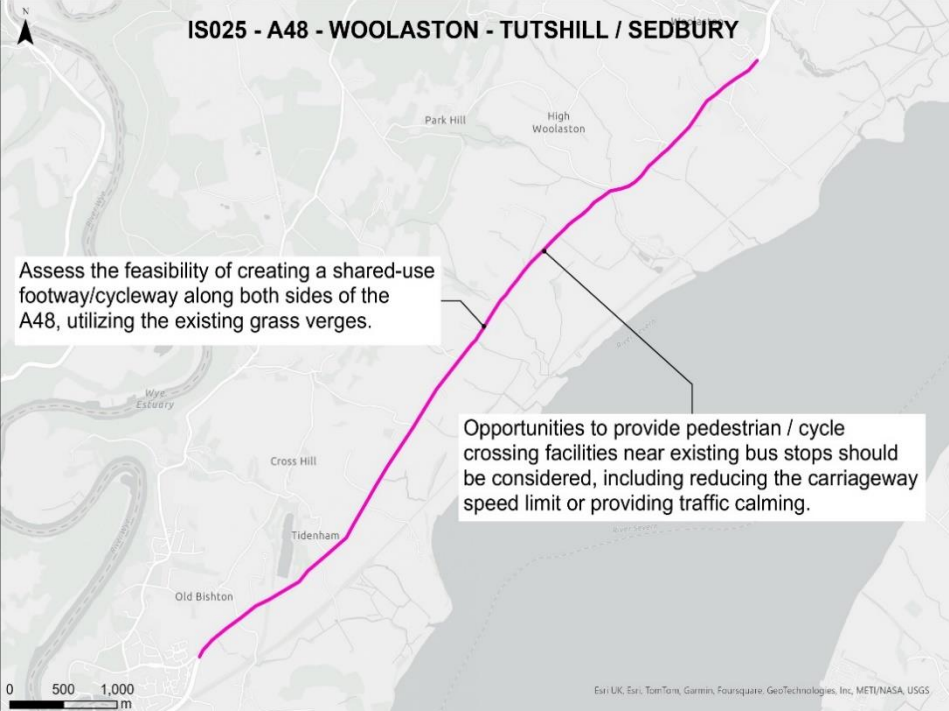 N
IS025 - A48 - WOOLASTON - TUTSHILL / SEDBURY
Woolaston
Park Hill
High
Woolaston
Assess the feasibility of creating a shared-use
footway/cycleway along both sides of the
A48, utilizing the existing grass verges.
Wye
Estuary
Opportunities to provide pedestrian / cycle
crossing facilities near existing bus stops should
be considered, including reducing the carriageway
speed limit or providing traffic calming.
Cross Hill
Tidenham
Old Bishton
0 500 1,000
m
Esri UK, Esri, TomTom, Garmin, Foursquare, GeoTechnologies, Inc, METI/NASA, USGS